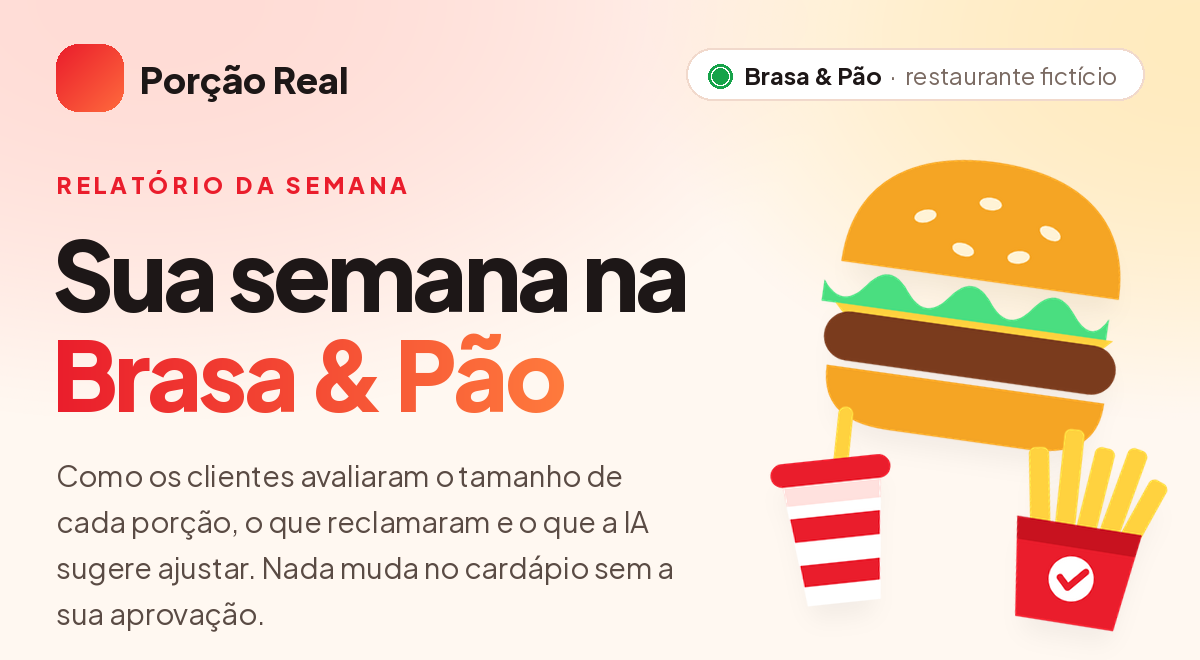 Porção Real
Brasa & Pão · restaurante fictício
RELATÓRIO DA SEMANA
Sua semana na
Brasa & Pão
Como os clientes avaliaram o tamanho de
cada porção, o que reclamaram e o que a IA
sugere ajustar. Nada muda no cardápio sem a
sua aprovação.